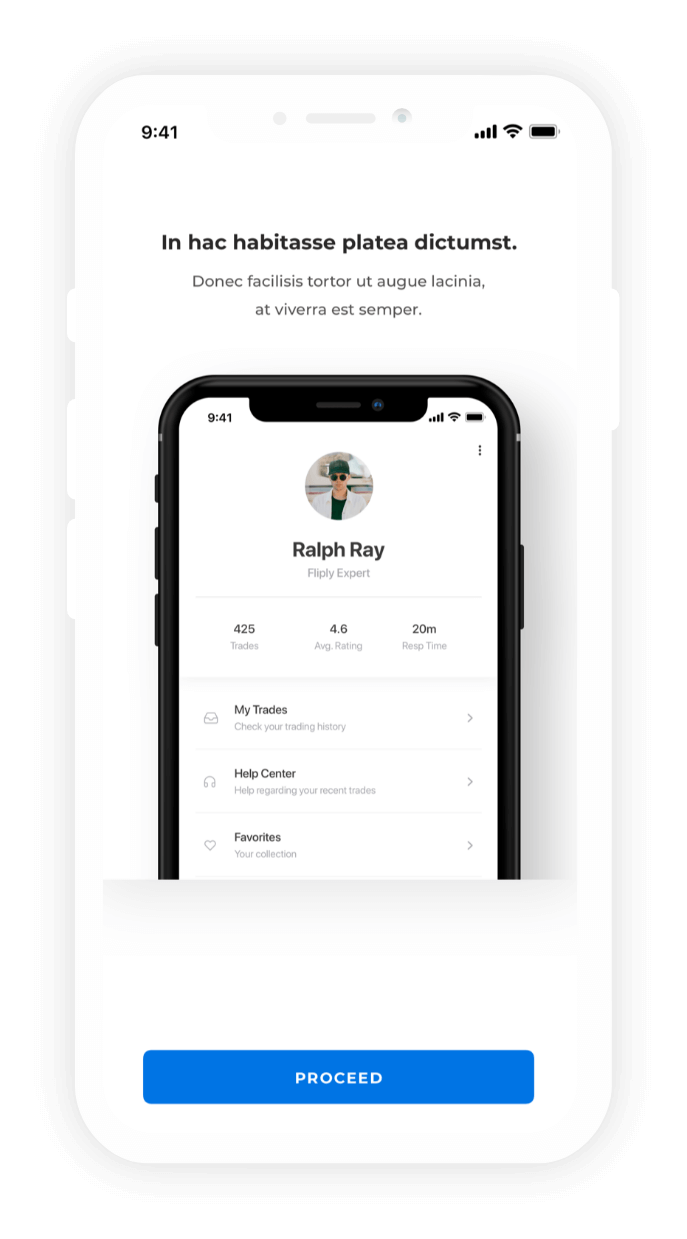 9:41
In hac habitasse platea dictumst.
Donec facilisis tortor ut augue lacinia,
at viverra est semper.
9:41
Ralph Ray
Fliply Expert
425 4.6 20m
Trades Avg. Rating Resp Time
My Trades
Check your trading history
Help Center
Help regarding your recent trades
Favorites
Your collection
PROCEED